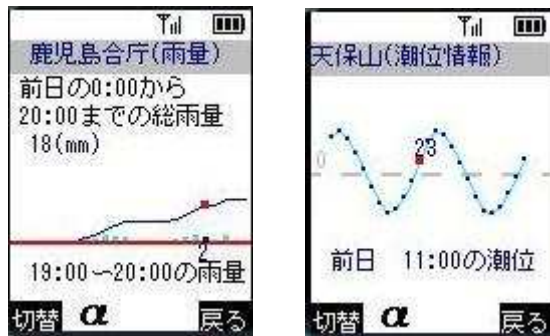 鹿児島合庁(雨量)
前日の0:00から
20:00までの総雨量
18(mm)
2
19:00〜20:00の雨量
切替 α 戻る
天保山(潮位情報)
0
23
前日 11:00の潮位
切替 α 戻る